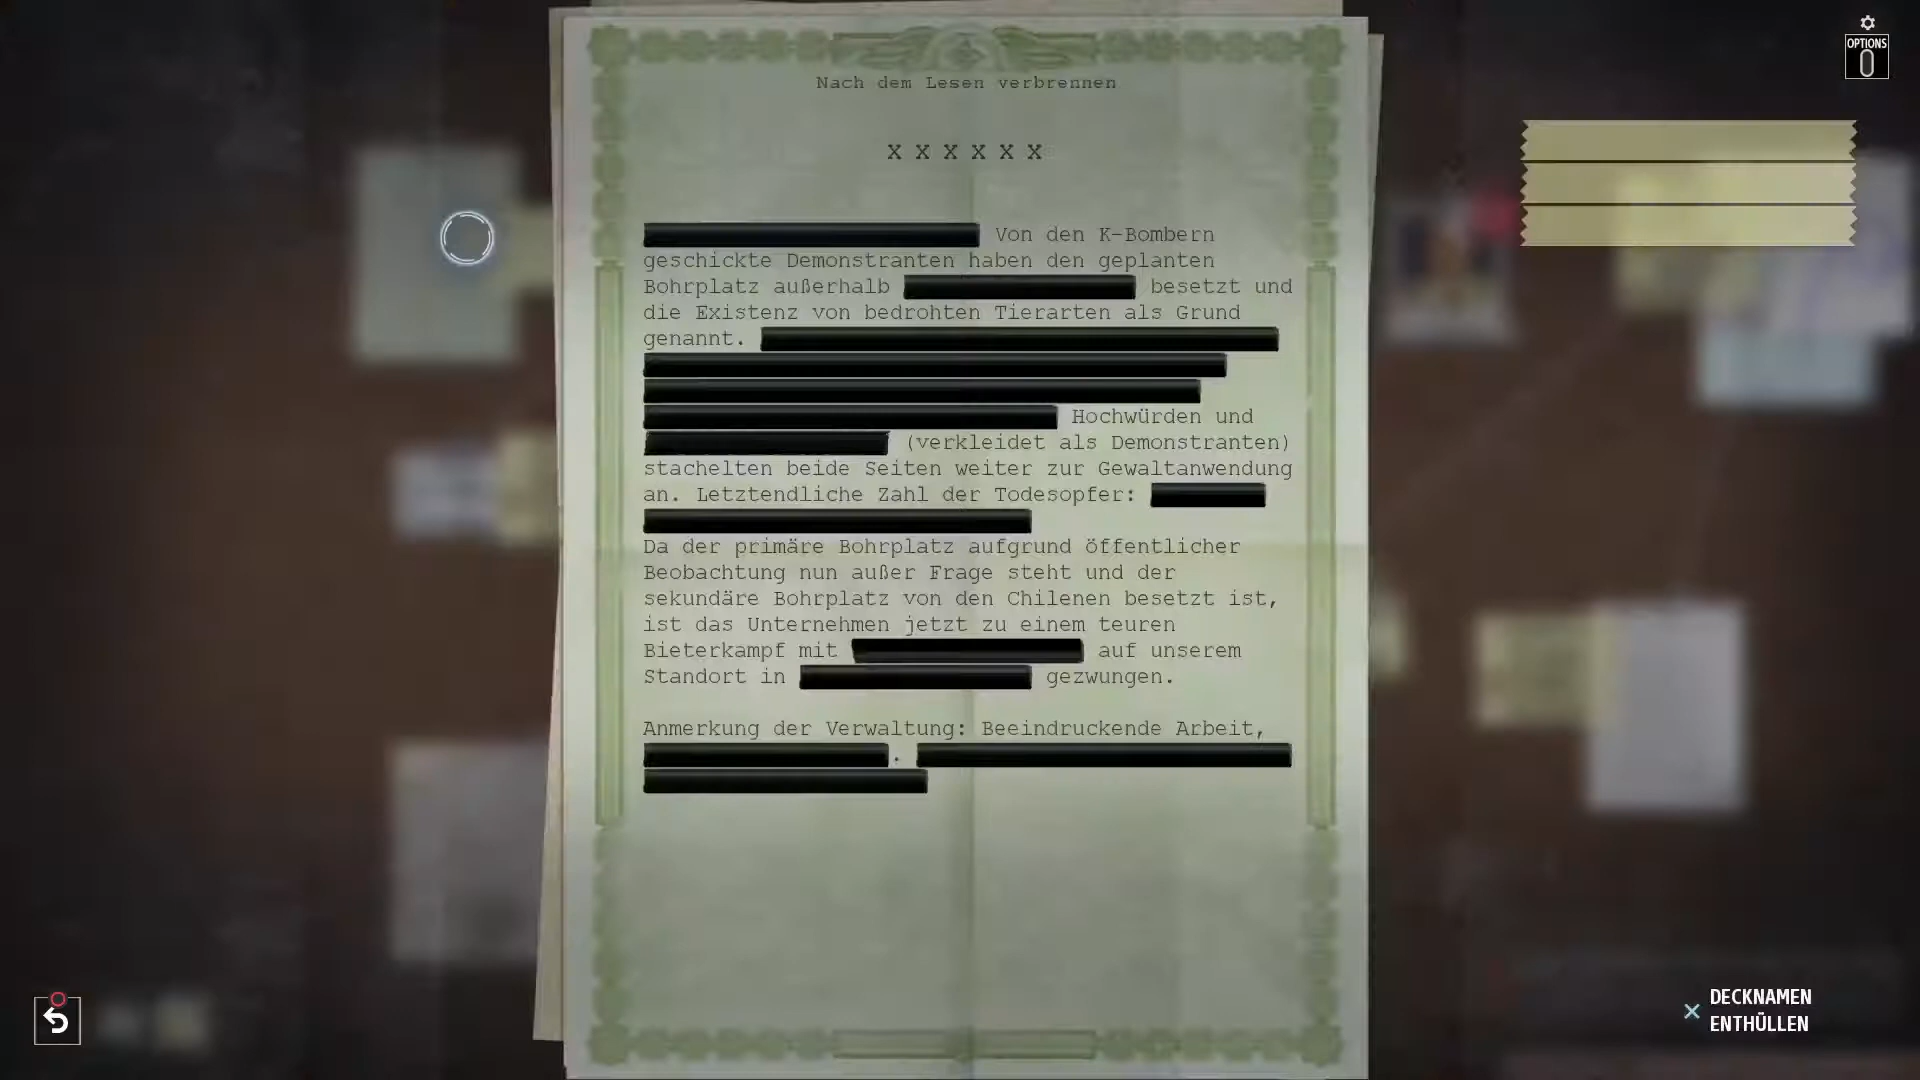 OPTIONS
Nach dem Lesen verbrennen
X X X X X X
Von den K-Bombern
geschickte Demonstranten haben den geplanten
Bohrplatz außerhalb besetzt und
die Existenz von bedrohten Tierarten als Grund
genannt.
Hochwürden und
(verkleidet als Demonstranten)
stachelten beide Seiten weiter zur Gewaltanwendung
an. Letztendliche Zahl der Todesopfer:
Da der primäre Bohrplatz aufgrund öffentlicher
Beobachtung nun außer Frage steht und der
sekundäre Bohrplatz von den Chilenen besetzt ist,
ist das Unternehmen jetzt zu einem teuren
Bieterkampf mit auf unserem
Standort in gezwungen.
Anmerkung der Verwaltung: Beeindruckende Arbeit,
.
DECKNAMEN
ENTHÜLLEN